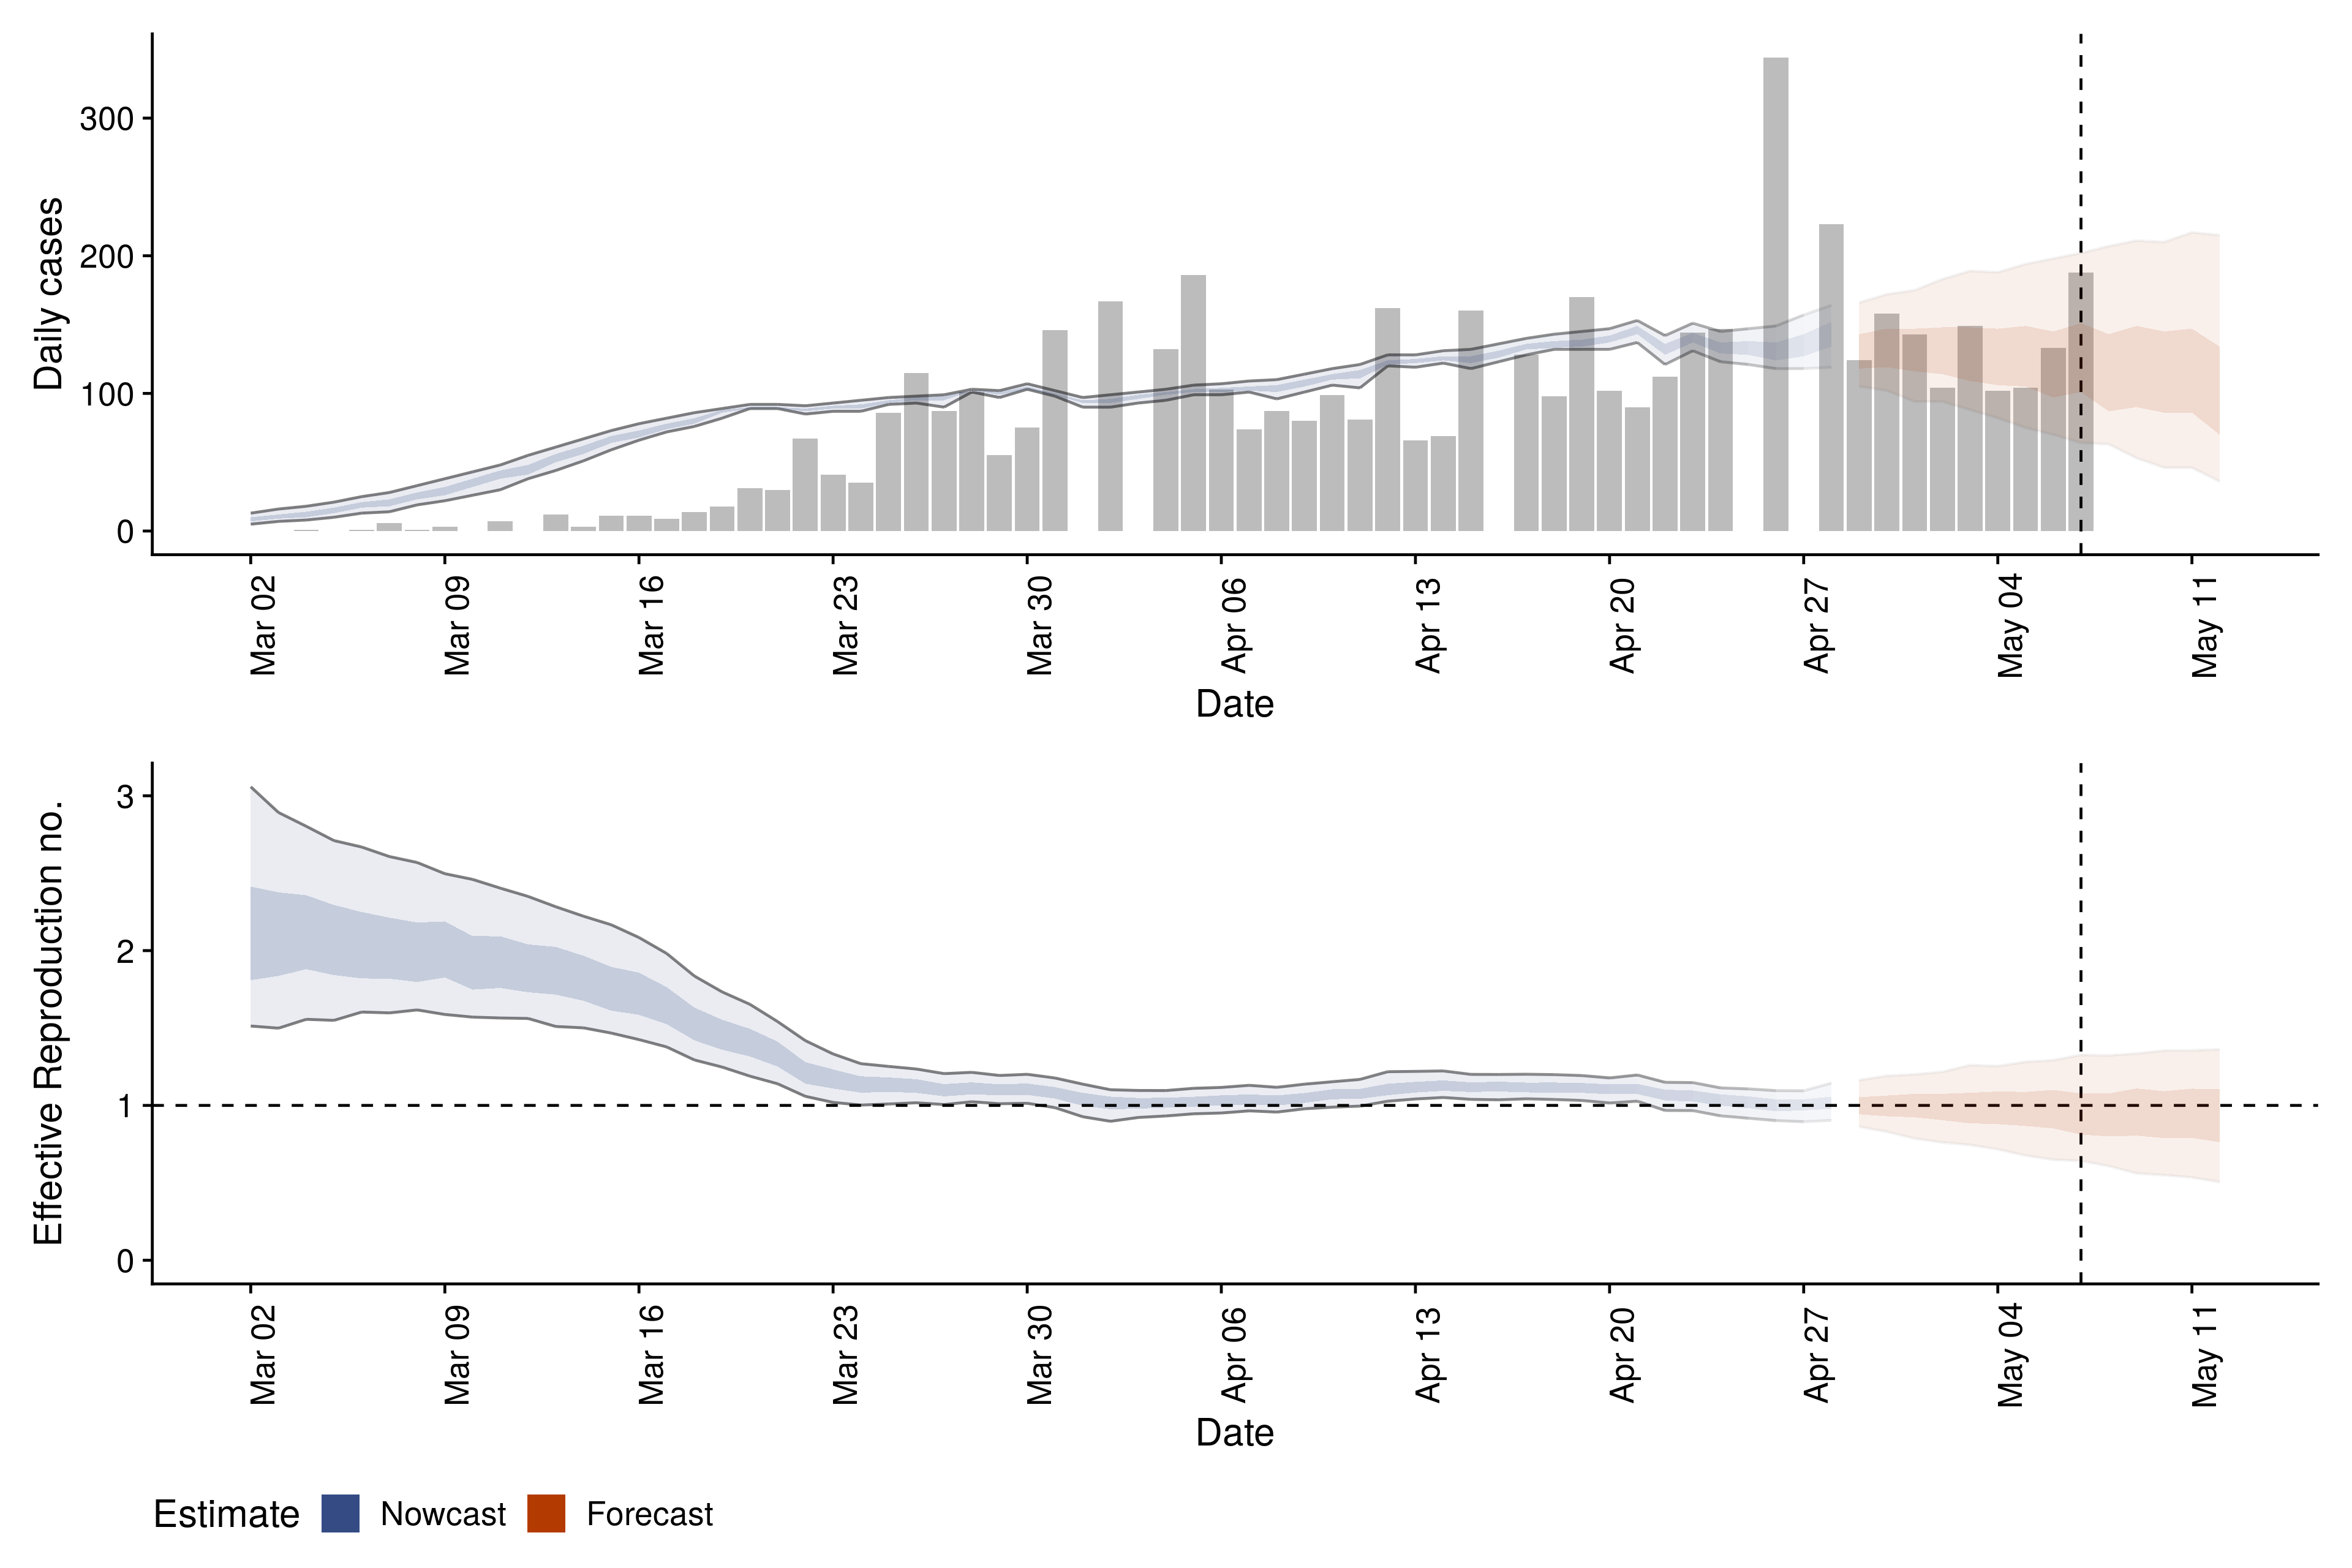 Daily cases
300
200
100
0
Mar 02
Mar 09
Mar 16
Mar 23
Mar 30
Apr 06
Apr 13
Apr 20
Apr 27
May 04
May 11
Date
Effective Reproduction no.
3
2
1
0
Mar 02
Mar 09
Mar 16
Mar 23
Mar 30
Apr 06
Apr 13
Apr 20
Apr 27
May 04
May 11
Date
Estimate Nowcast Forecast